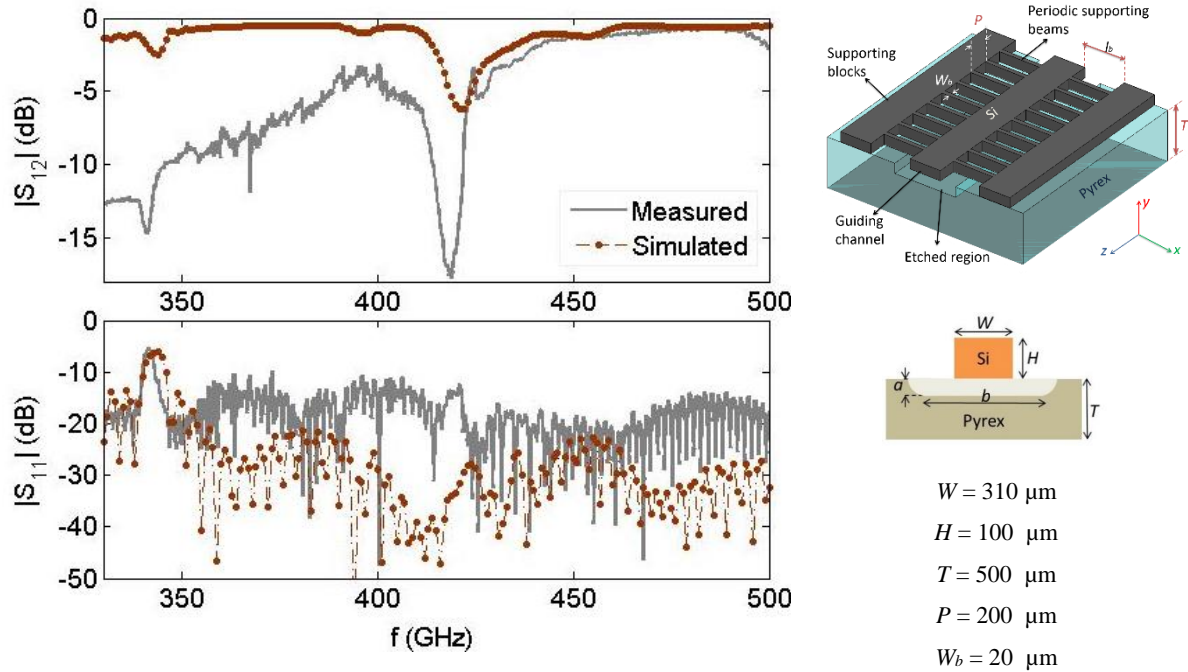 0
-5
-10
-15
|S12| (dB)
Measured
Simulated
350
400
450
500
0
-10
-20
-30
-40
-50
|S11| (dB)
350
400
450
500
f (GHz)
Periodic supporting
beams
P
Supporting
blocks
lb
Wb
Si
T
Pyrex
Guiding
channel
Etched region
y
z
x
W
Si
H
a
b
T
Pyrex
W = 310 µm
H = 100 µm
T = 500 µm
P = 200 µm
Wb = 20 µm